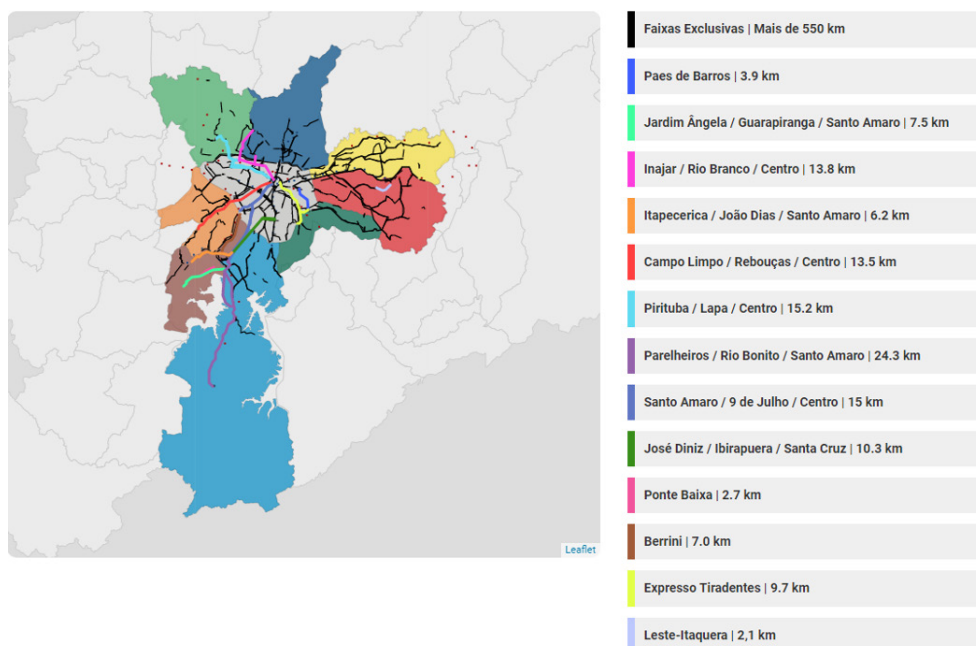 Faixas Exclusivas | Mais de 550 km
Paes de Barros | 3.9 km
Jardim Ângela / Guarapiranga / Santo Amaro | 7.5 km
Inajar / Rio Branco / Centro | 13.8 km
Itapecerica / João Dias / Santo Amaro | 6.2 km
Campo Limpo / Rebouças / Centro | 13.5 km
Pirituba / Lapa / Centro | 15.2 km
Parelheiros / Rio Bonito / Santo Amaro | 24.3 km
Santo Amaro / 9 de Julho / Centro | 15 km
José Diniz / Ibirapuera / Santa Cruz | 10.3 km
Ponte Baixa | 2.7 km
Berrini | 7.0 km
Expresso Tiradentes | 9.7 km
Leste-Itaquera | 2,1 km
Leaflet